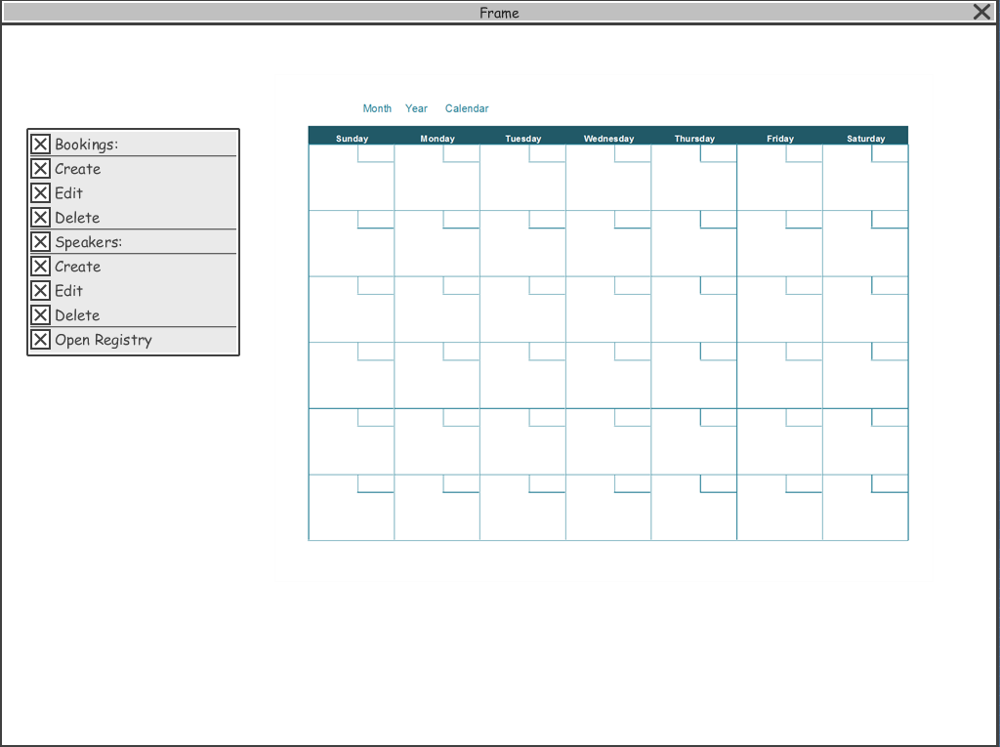 Frame
Month Year Calendar
Sunday Monday Tuesday Wednesday Thursday Friday Saturday
Bookings:
Create
Edit
Delete
Speakers:
Create
Edit
Delete
Open Registry